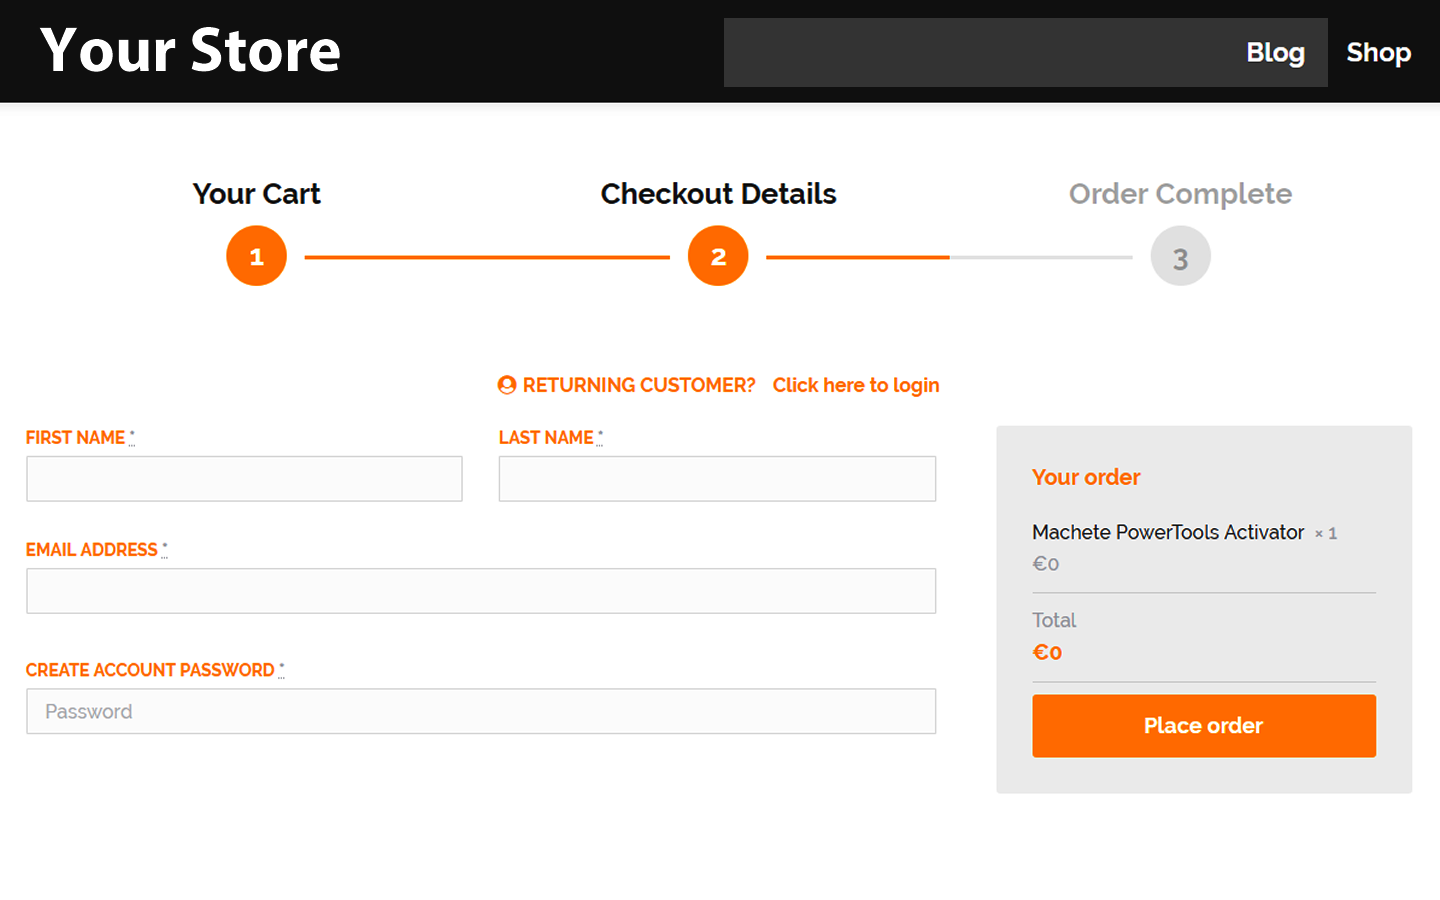 Your Store
Blog Shop
Your Cart
Checkout Details
Order Complete
1
2
3
RETURNING CUSTOMER? Click here to login
FIRST NAME *
LAST NAME *
EMAIL ADDRESS *
CREATE ACCOUNT PASSWORD *
Password
Your order
Machete PowerTools Activator × 1
€0
Total
€0
Place order